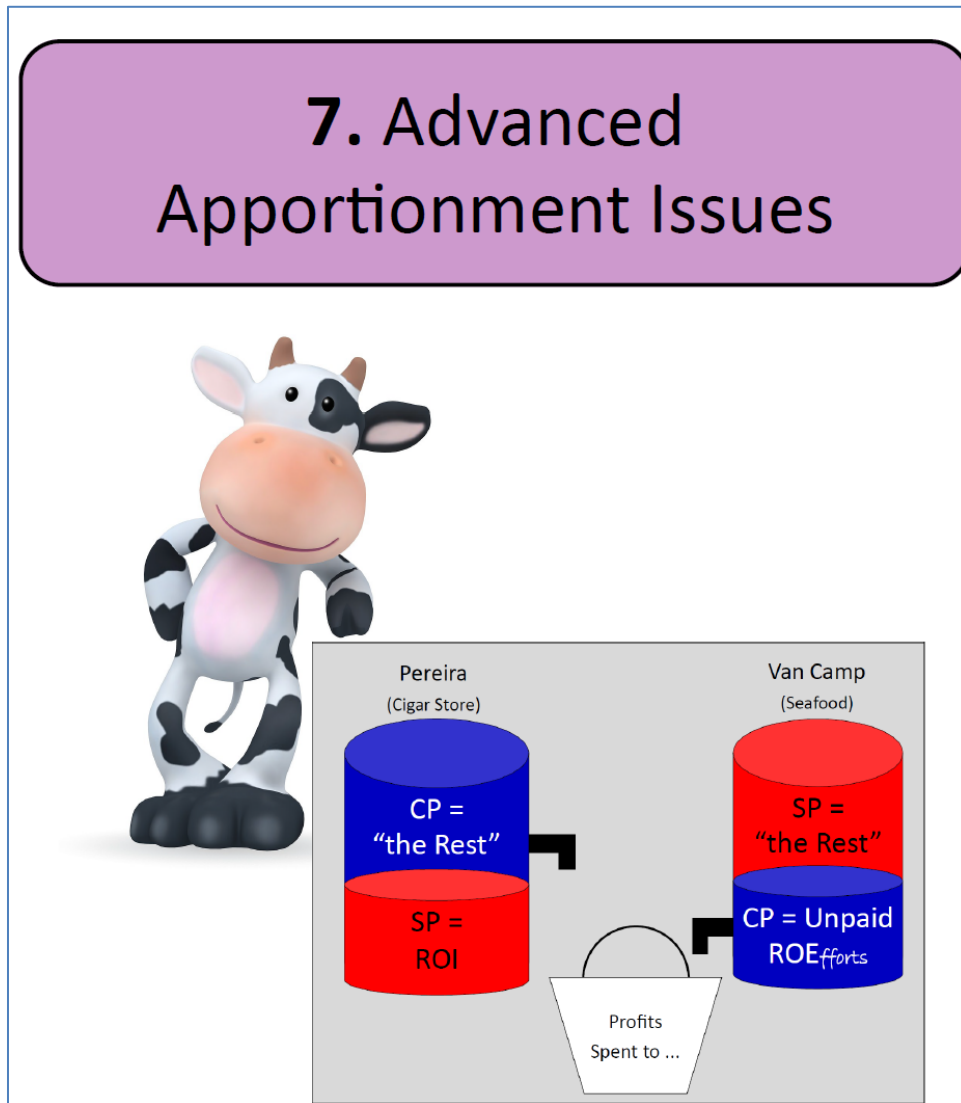 7. Advanced
Apportionment Issues
Pereira
(Cigar Store)
CP =
“the Rest”
SP =
ROI
Van Camp
(Seafood)
SP =
“the Rest”
CP = Unpaid
ROEfforts
Profits
Spent to ...